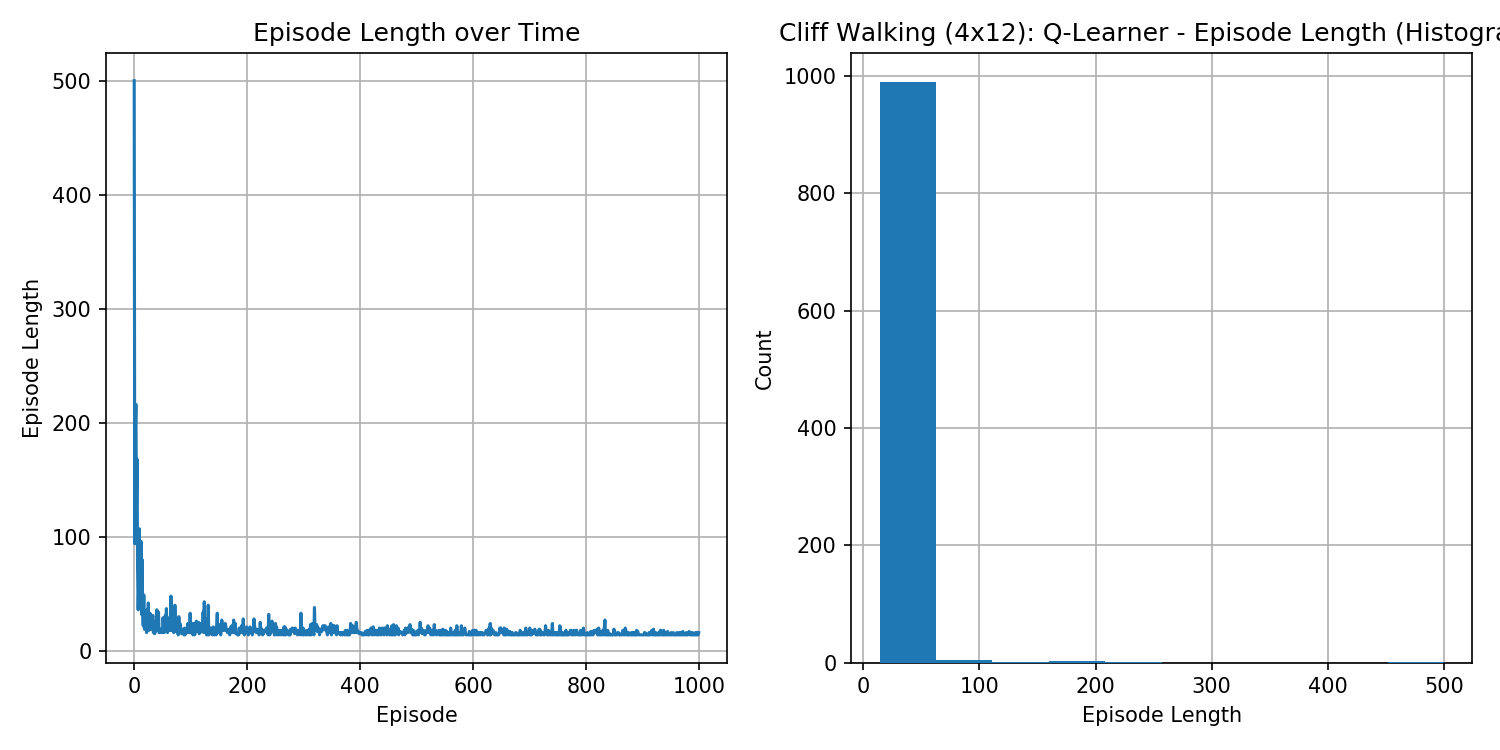 Episode Length over Time
500
400
300
200
100
0
Episode Length
0 200 400 600 800 1000
Episode
Cliff Walking (4x12): Q-Learner - Episode Length (Histogra
1000
800
600
400
200
0
Count
0 100 200 300 400 500
Episode Length